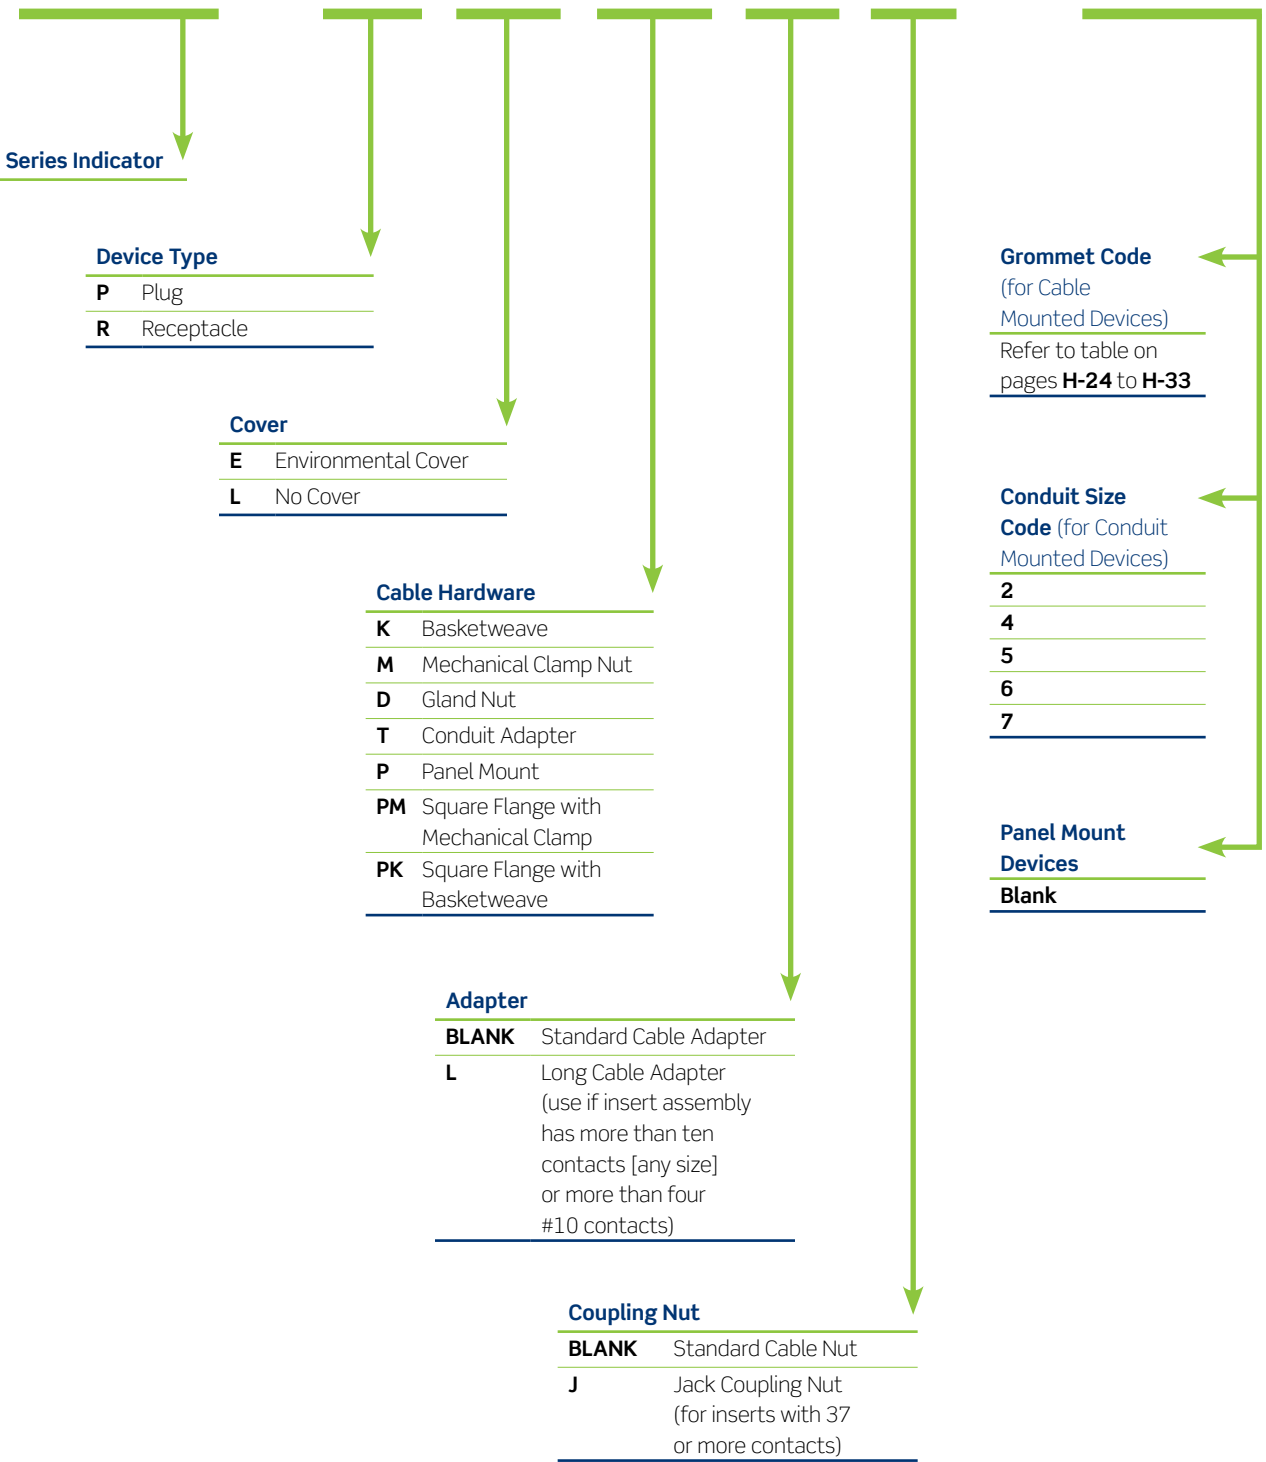 Series Indicator
Device Type
P Plug
R Receptacle
Cover
E Environmental Cover
L No Cover
Cable Hardware
K Basketweave
M Mechanical Clamp Nut
D Gland Nut
T Conduit Adapter
P Panel Mount
PM Square Flange with
Mechanical Clamp
PK Square Flange with
Basketweave
Adapter
BLANK Standard Cable Adapter
L Long Cable Adapter
(use if insert assembly
has more than ten
contacts [any size]
or more than four
#10 contacts)
Coupling Nut
BLANK Standard Cable Nut
J Jack Coupling Nut
(for inserts with 37
or more contacts)
Grommet Code
(for Cable
Mounted Devices)
Refer to table on
pages H-24 to H-33
Conduit Size
Code (for Conduit
Mounted Devices)
2
4
5
6
7
Panel Mount
Devices
Blank